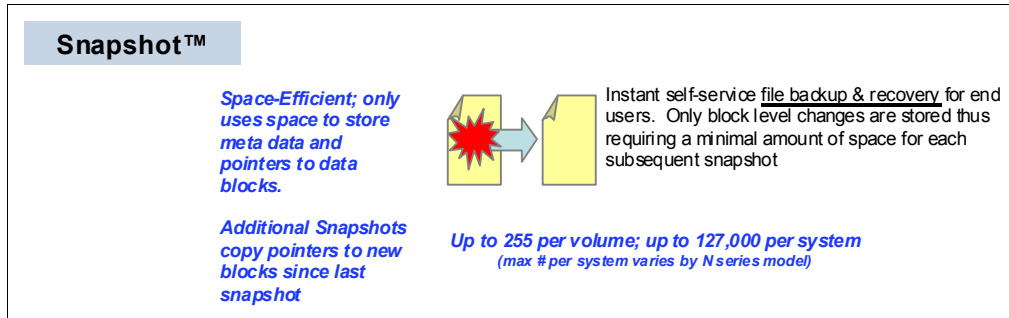 Snapshot™
Space-Efficient; only
uses space to store
meta data and
pointers to data
blocks.
Instant self-service file backup & recovery for end
users. Only block level changes are stored thus
requiring a minimal amount of space for each
subsequent snapshot
Additional Snapshots
copy pointers to new
blocks since last
snapshot
Up to 255 per volume; up to 127,000 per system
(max # per system varies by N series model)